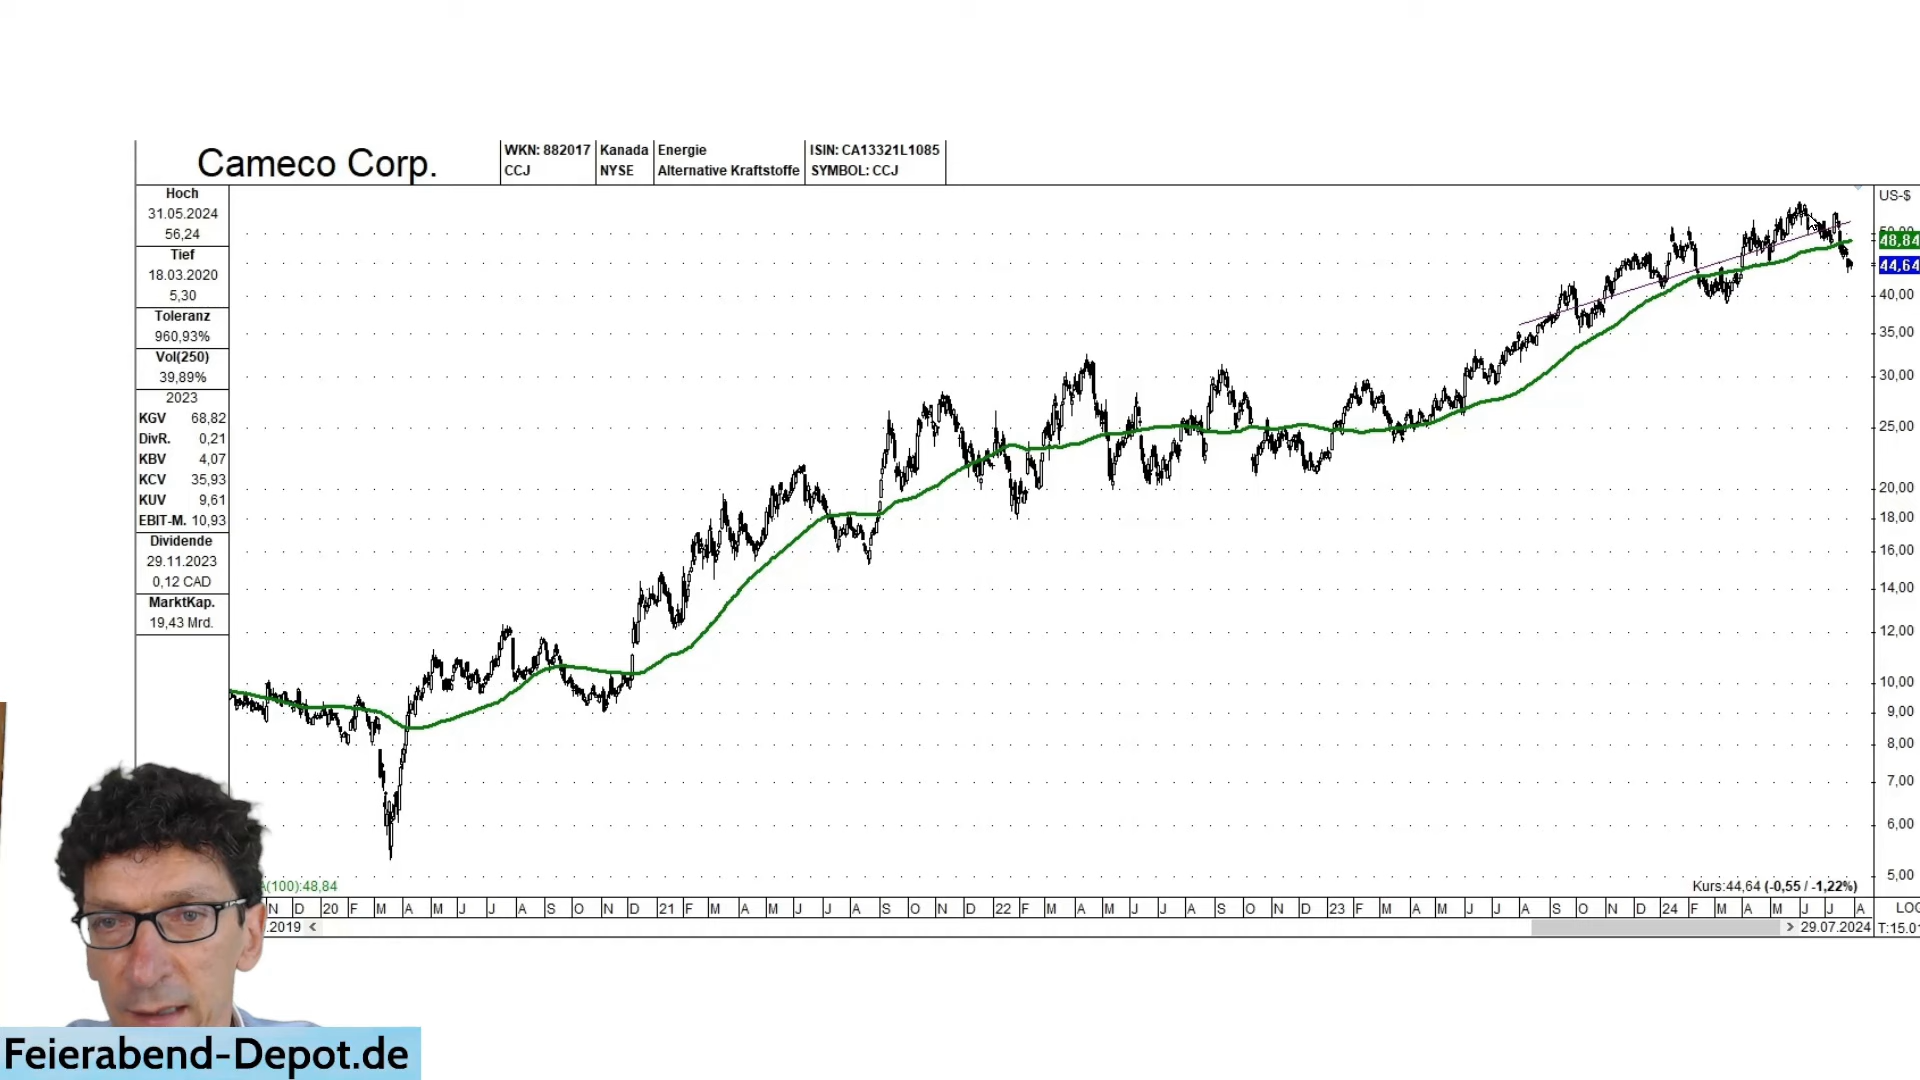 Cameco Corp.
WKN: 882017 Kanada Energie ISIN: CA13321L1085
CCJ NYSE Alternative Kraftstoffe SYMBOL: CCJ
Hoch
31.05.2024
56,24
Tief
18.03.2020
5,30
Toleranz
960,93%
Vol(250)
39,89%
2023
KGV 68,82
DivR. 0,21
KBV 4,07
KCV 35,93
KUV 9,61
EBIT-M. 10,93
Dividende
29.11.2023
0,12 CAD
MarktKap.
19,43 Mrd.
US-$
48,84
44,64
40,00
35,00
30,00
25,00
20,00
18,00
16,00
14,00
12,00
10,00
9,00
8,00
7,00
6,00
5,00
(100):48,84
Kurs:44,64 (-0,55 / -1,22%)
N D 20 F M A M J J A S O N D 21 F M A M J J A S O N D 22 F M A M J J A S O N D 23 F M A M J J A S O N D 24 F M A M J J A
.2019 < > 29.07.2024 T:15.01
Feierabend-Depot.de